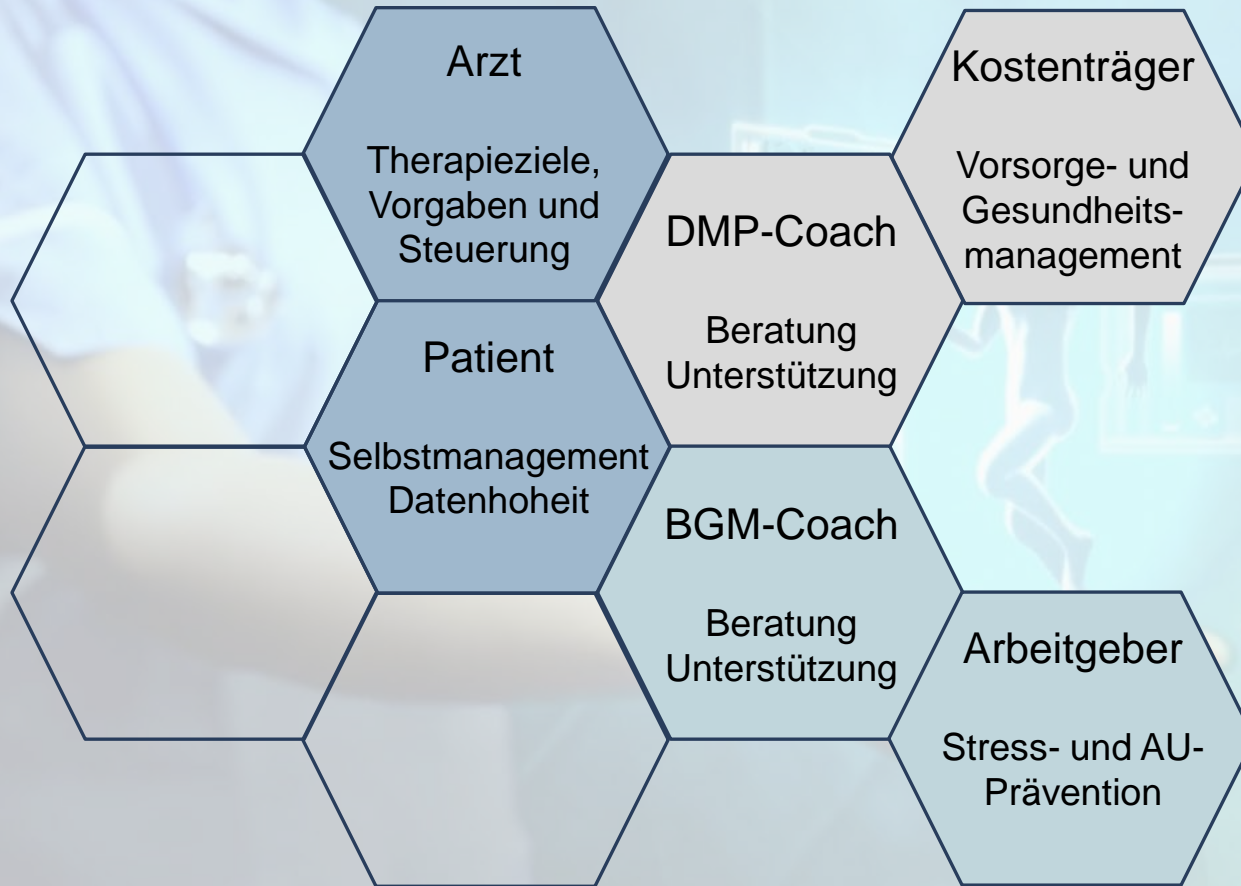 Arzt
Therapieziele,
Vorgaben und
Steuerung
Patient
Selbstmanagement
Datenhoheit
DMP-Coach
Beratung
Unterstützung
BGM-Coach
Beratung
Unterstützung
Kostenträger
Vorsorge- und
Gesundheits-
management
Arbeitgeber
Stress- und AU-
Prävention